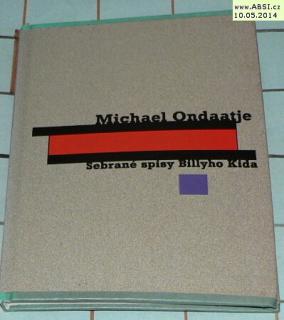 www.ABSI.cz
10.05.2014
Michael Ondaatje
Sebrané spisy Billyho Kida